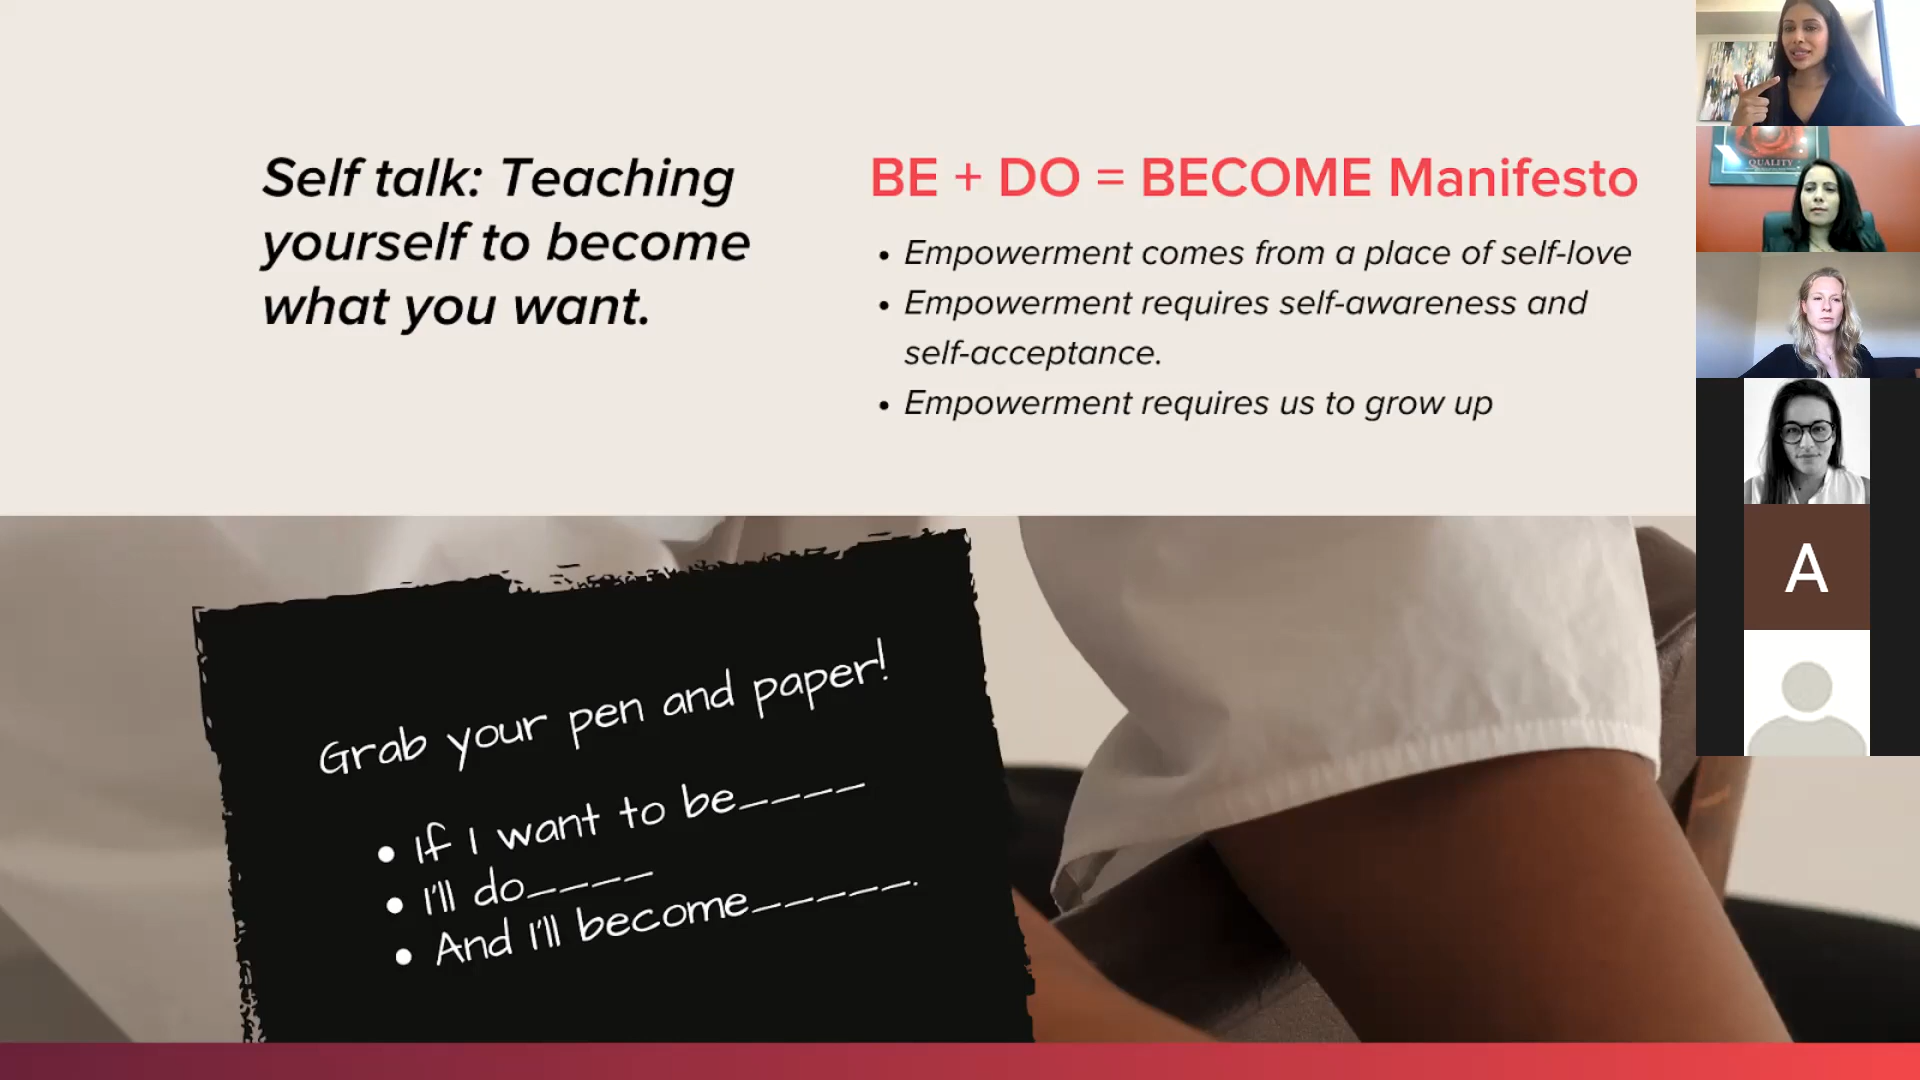 Self talk: Teaching
yourself to become
what you want.
BE + DO = BECOME Manifesto
• Empowerment comes from a place of self-love
• Empowerment requires self-awareness and
self-acceptance.
• Empowerment requires us to grow up
Grab your pen and paper!
• If I want to be____
• I'll do____
• And I'll become_____.
QUALITY
A